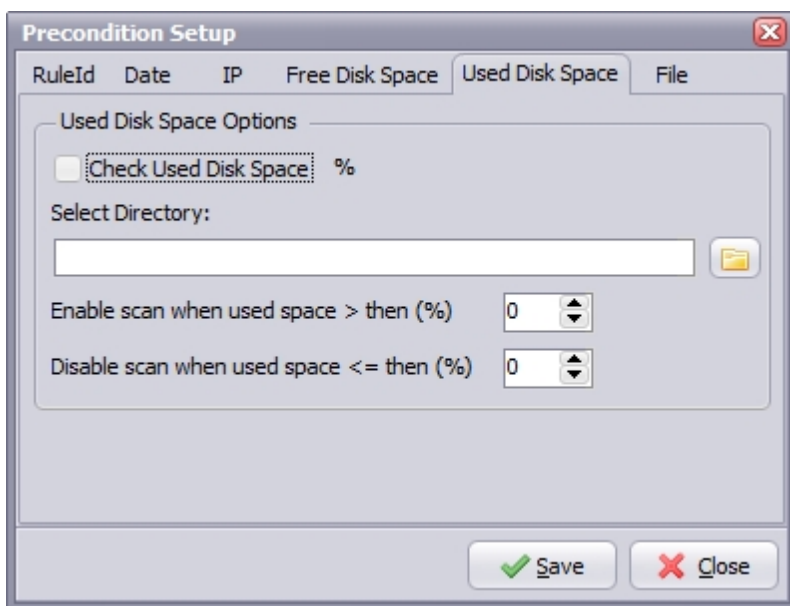 Precondition Setup
RuleId Date IP Free Disk Space Used Disk Space File
Used Disk Space Options
Check Used Disk Space %
Select Directory:
Enable scan when used space > then (%) 0
Disable scan when used space <= then (%) 0
Save Close